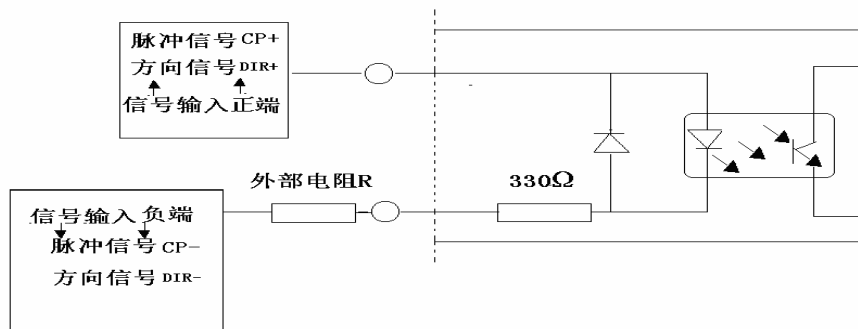 脉冲信号CP+
方向信号DIR+
信号输入正端
外部电阻R
330Ω
信号输入负端
脉冲信号CP-
方向信号DIR-